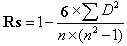 Rs = 1 - 6 × ∑ D² / n × (n² − 1)